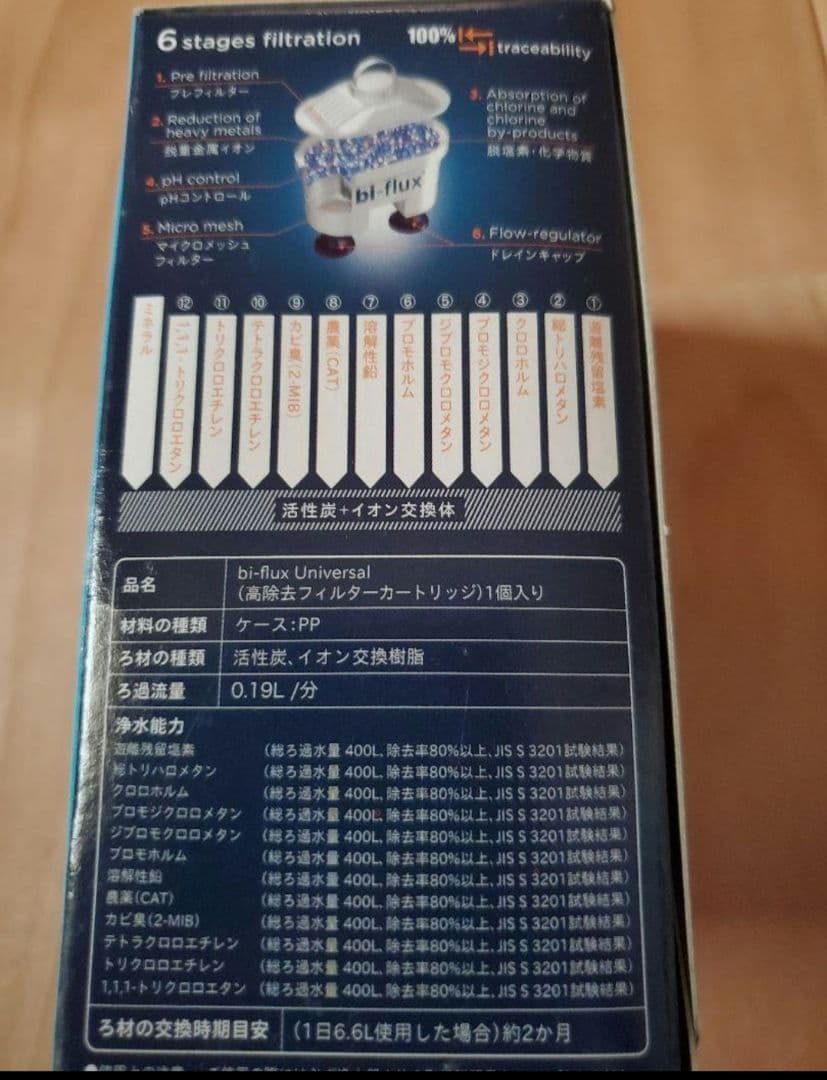 6 stages filtration
100% traceability
1. Pre filtration
プレフィルター
2. Reduction of
heavy metals
脱重金属イオン
4. pH control
pHコントロール
5. Micro mesh
マイクロメッシュ
フィルター
3. Absorption of
chlorine and
chlorine
by-products
脱塩素・化学物質
6. Flow-regulator
ドレインキャップ
bi-flux
① 遊離残留塩素
② 総トリハロメタン
③ クロロホルム
④ ブロモジクロロメタン
⑤ ジブロモクロロメタン
⑥ ブロモホルム
⑦ 溶解性鉛
⑧ 農薬(CAT)
⑨ カビ臭(2-MIB)
⑩ テトラクロロエチレン
⑪ トリクロロエチレン
⑫ 1,1,1-トリクロロエタン
ミネラル
活性炭+イオン交換体
品名 bi-flux Universal
(高除去フィルターカートリッジ)1個入り
材料の種類 ケース:PP
ろ材の種類 活性炭、イオン交換樹脂
ろ過流量 0.19L /分
浄水能力
遊離残留塩素 (総ろ過水量 400L, 除去率80%以上、JIS S 3201試験結果)
総トリハロメタン (総ろ過水量 400L, 除去率80%以上、JIS S 3201試験結果)
クロロホルム (総ろ過水量 400L, 除去率80%以上、JIS S 3201試験結果)
ブロモジクロロメタン (総ろ過水量 400L, 除去率80%以上、JIS S 3201試験結果)
ジブロモクロロメタン (総ろ過水量 400L, 除去率80%以上、JIS S 3201試験結果)
ブロモホルム (総ろ過水量 400L, 除去率80%以上、JIS S 3201試験結果)
溶解性鉛 (総ろ過水量 400L, 除去率80%以上、JIS S 3201試験結果)
農薬(CAT) (総ろ過水量 400L, 除去率80%以上、JIS S 3201試験結果)
カビ臭(2-MIB) (総ろ過水量 400L, 除去率80%以上、JIS S 3201試験結果)
テトラクロロエチレン (総ろ過水量 400L, 除去率80%以上、JIS S 3201試験結果)
トリクロロエチレン (総ろ過水量 400L, 除去率80%以上、JIS S 3201試験結果)
1,1,1-トリクロロエタン (総ろ過水量 400L, 除去率80%以上、JIS S 3201試験結果)
ろ材の交換時期目安 (1日6.6L使用した場合)約2か月